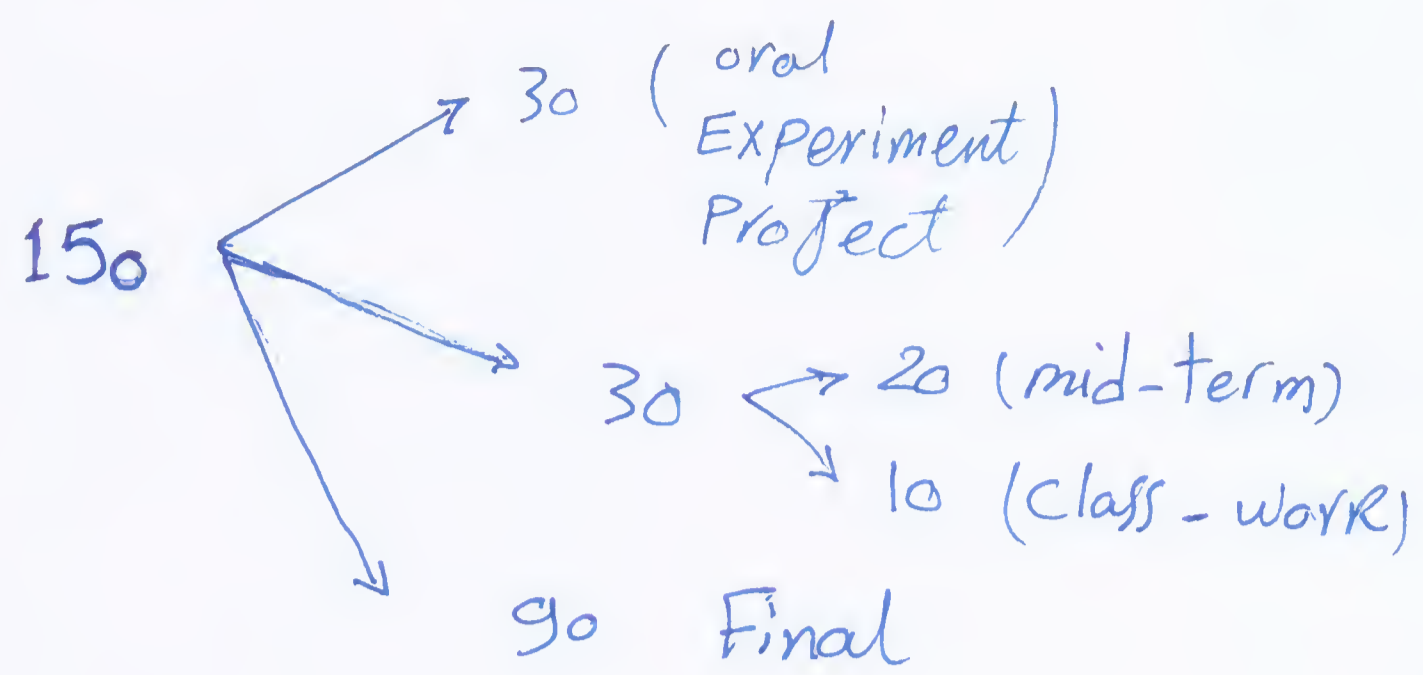 30 ( oral
Experiment
Project )
150
30
20 (mid-term)
10 (Class-work)
90 Final